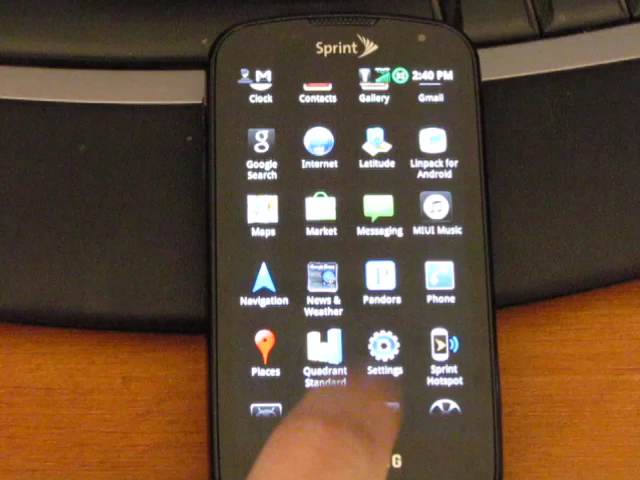 Sprint
2:40 PM
Clock Contacts Gallery Gmail
Google Search Internet Latitude Linpack for Android
Maps Market Messaging MIUI Music
Navigation News & Weather Pandora Phone
Places Quadrant Standard Settings Sprint Hotspot